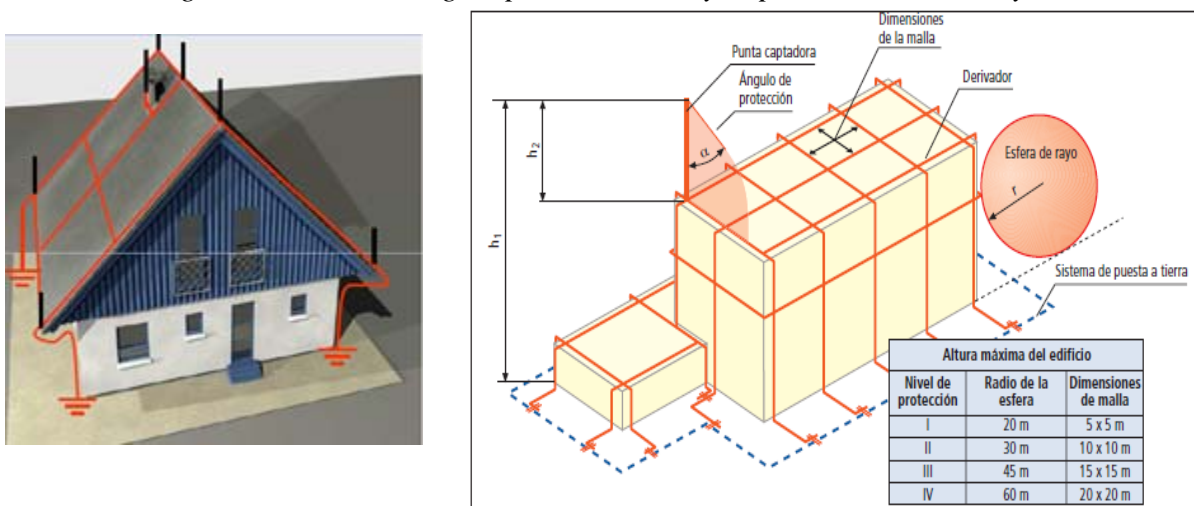 Dimensiones
de la malla
Punta captadora
Ángulo de
protección
Derivador
α
h₂
h₁
Esfera de rayo
r
Sistema de puesta a tierra
Altura máxima del edificio
Nivel de protección | Radio de la esfera | Dimensiones de malla
I | 20 m | 5 x 5 m
II | 30 m | 10 x 10 m
III | 45 m | 15 x 15 m
IV | 60 m | 20 x 20 m